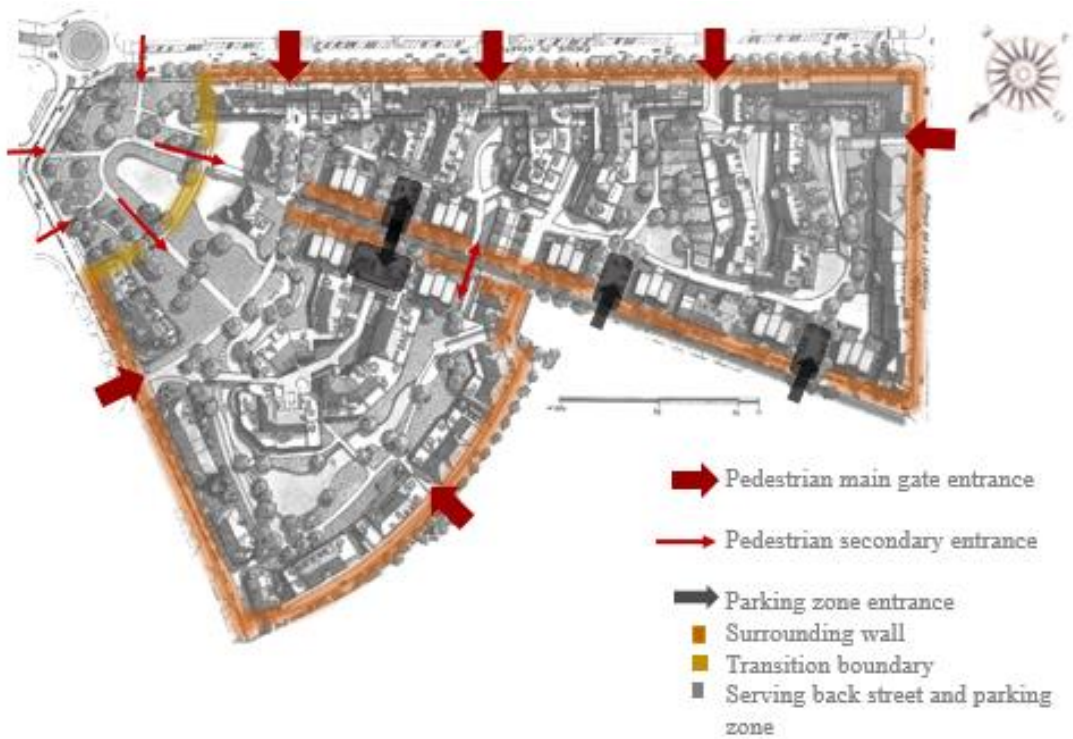 Pedestrian main gate entrance
Pedestrian secondary entrance
Parking zone entrance
Surrounding wall
Transition boundary
Serving back street and parking
zone